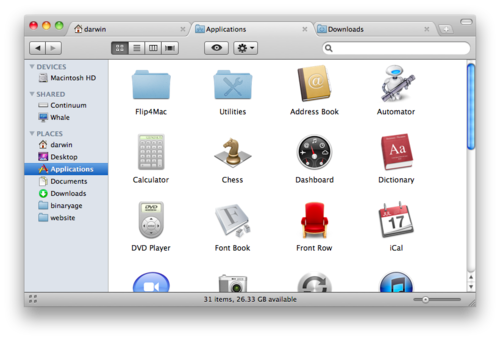 darwin
Applications
Downloads
DEVICES
Macintosh HD
SHARED
Continuum
Whale
PLACES
darwin
Desktop
Applications
Documents
Downloads
binaryage
website
Flip4Mac
Utilities
Address Book
Automator
Calculator
Chess
Dashboard
Dictionary
DVD Player
Font Book
Front Row
iCal
@
Aa
DVD
JUL
17
F
31 items, 26.33 GB available